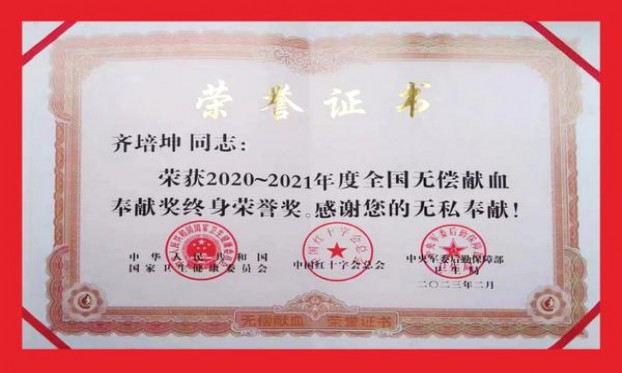 荣誉证书
齐培坤 同志：
荣获2020~2021年度全国无偿献血
奉献奖终身荣誉奖。感谢您的无私奉献！
中华人民共和国
国家卫生健康委员会
中国红十字会总会
中央军委后勤保障部
卫生局
二〇二三年二月
无偿献血 荣誉证书